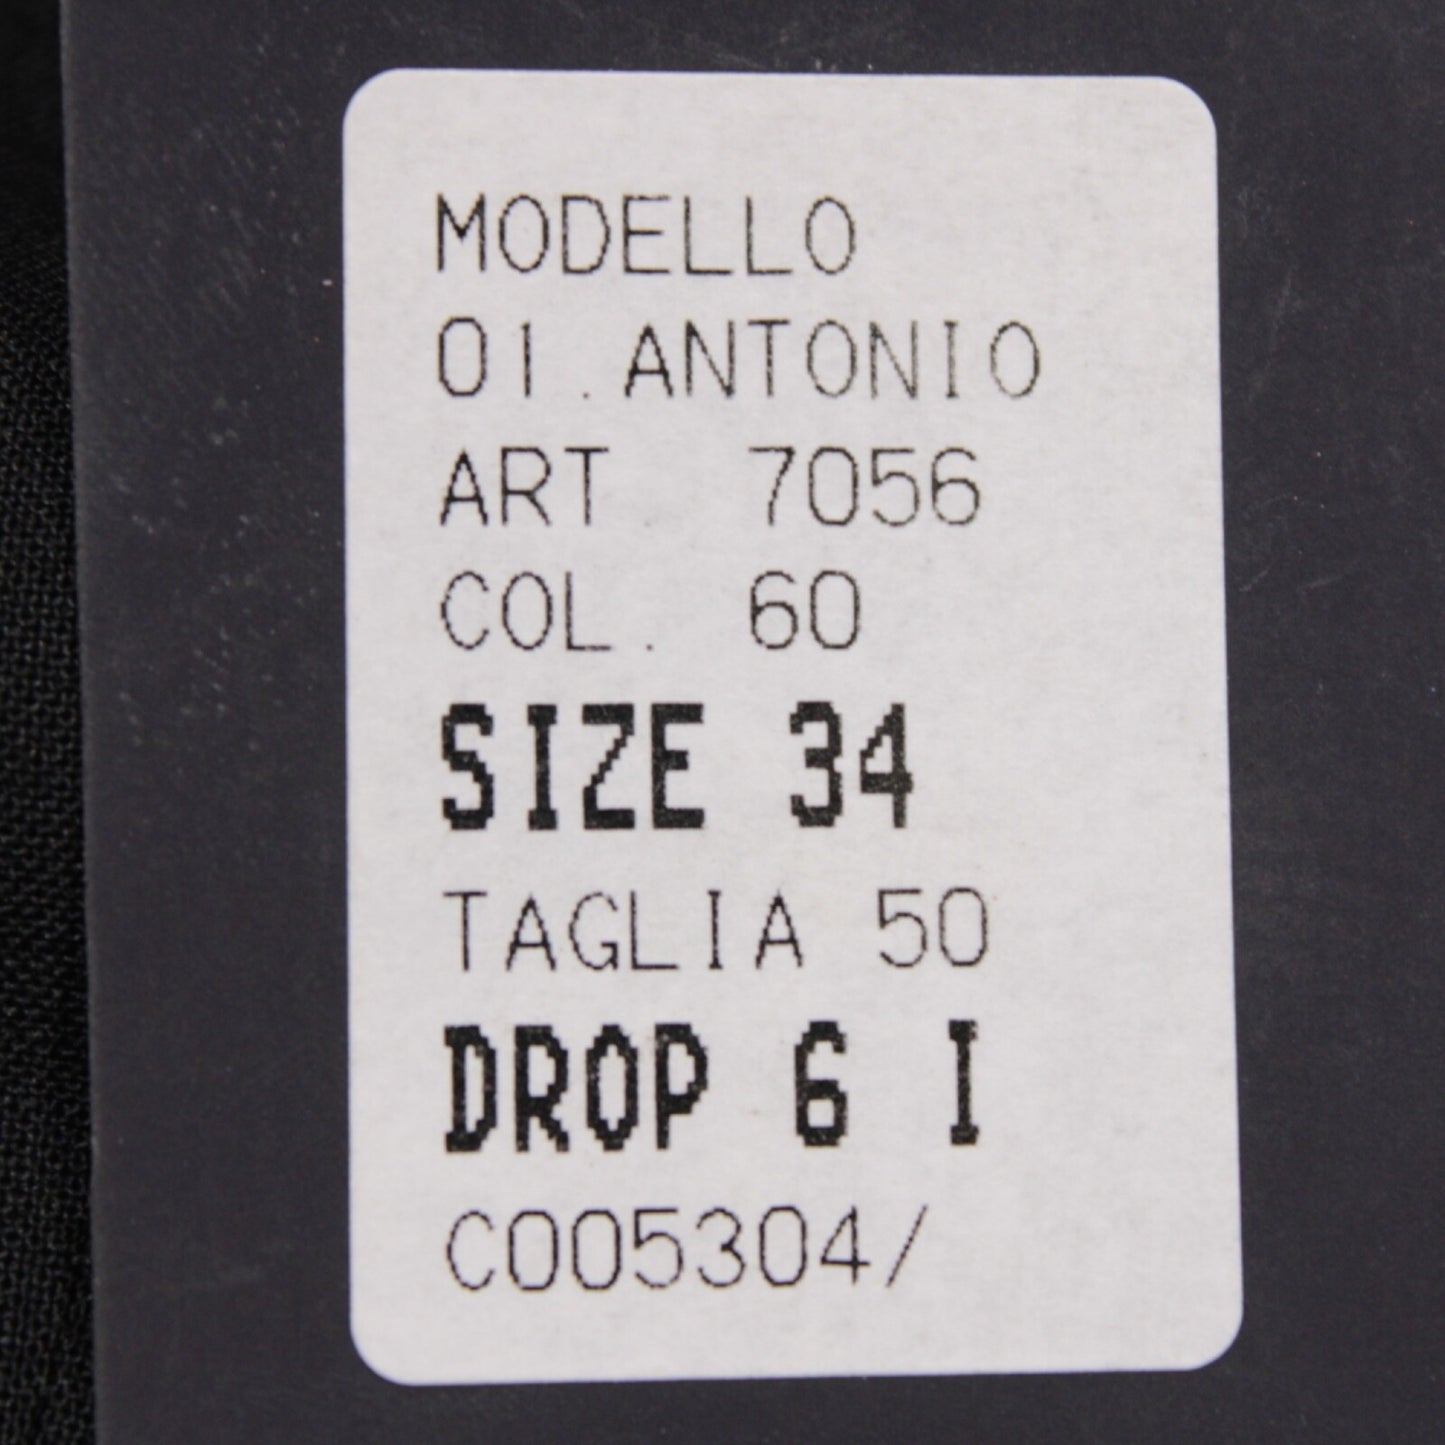 MODELLO
01.ANTONIO
ART 7056
COL. 60
SIZE 34
TAGLIA 50
DROP 6 I
C005304/